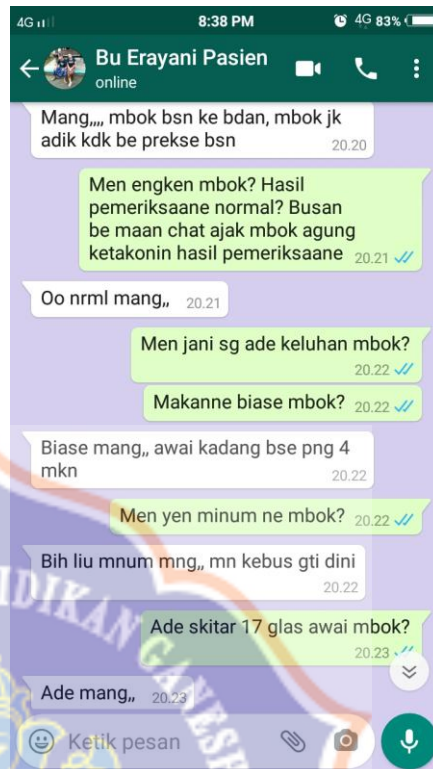 4G 8:38 PM 4G 83%
Bu Erayani Pasien
online
Mang,,,, mbok bsn ke bdan, mbok jk
adik kdk be prekse bsn 20.20
Men engken mbok? Hasil
pemeriksaane normal? Busan
be maan chat ajak mbok agung
ketakonin hasil pemeriksaane 20.21
Oo nrml mang,, 20.21
Men jani sg ade keluhan mbok?
20.22
Makanne biase mbok? 20.22
Biase mang,, awai kadang bse png 4
mkn 20.22
Men yen minum ne mbok? 20.22
Bih liu mnum mng,, mn kebus gti dini
20.22
Ade skitar 17 glas awai mbok?
20.23
Ade mang,, 20.23
Ketik pesan